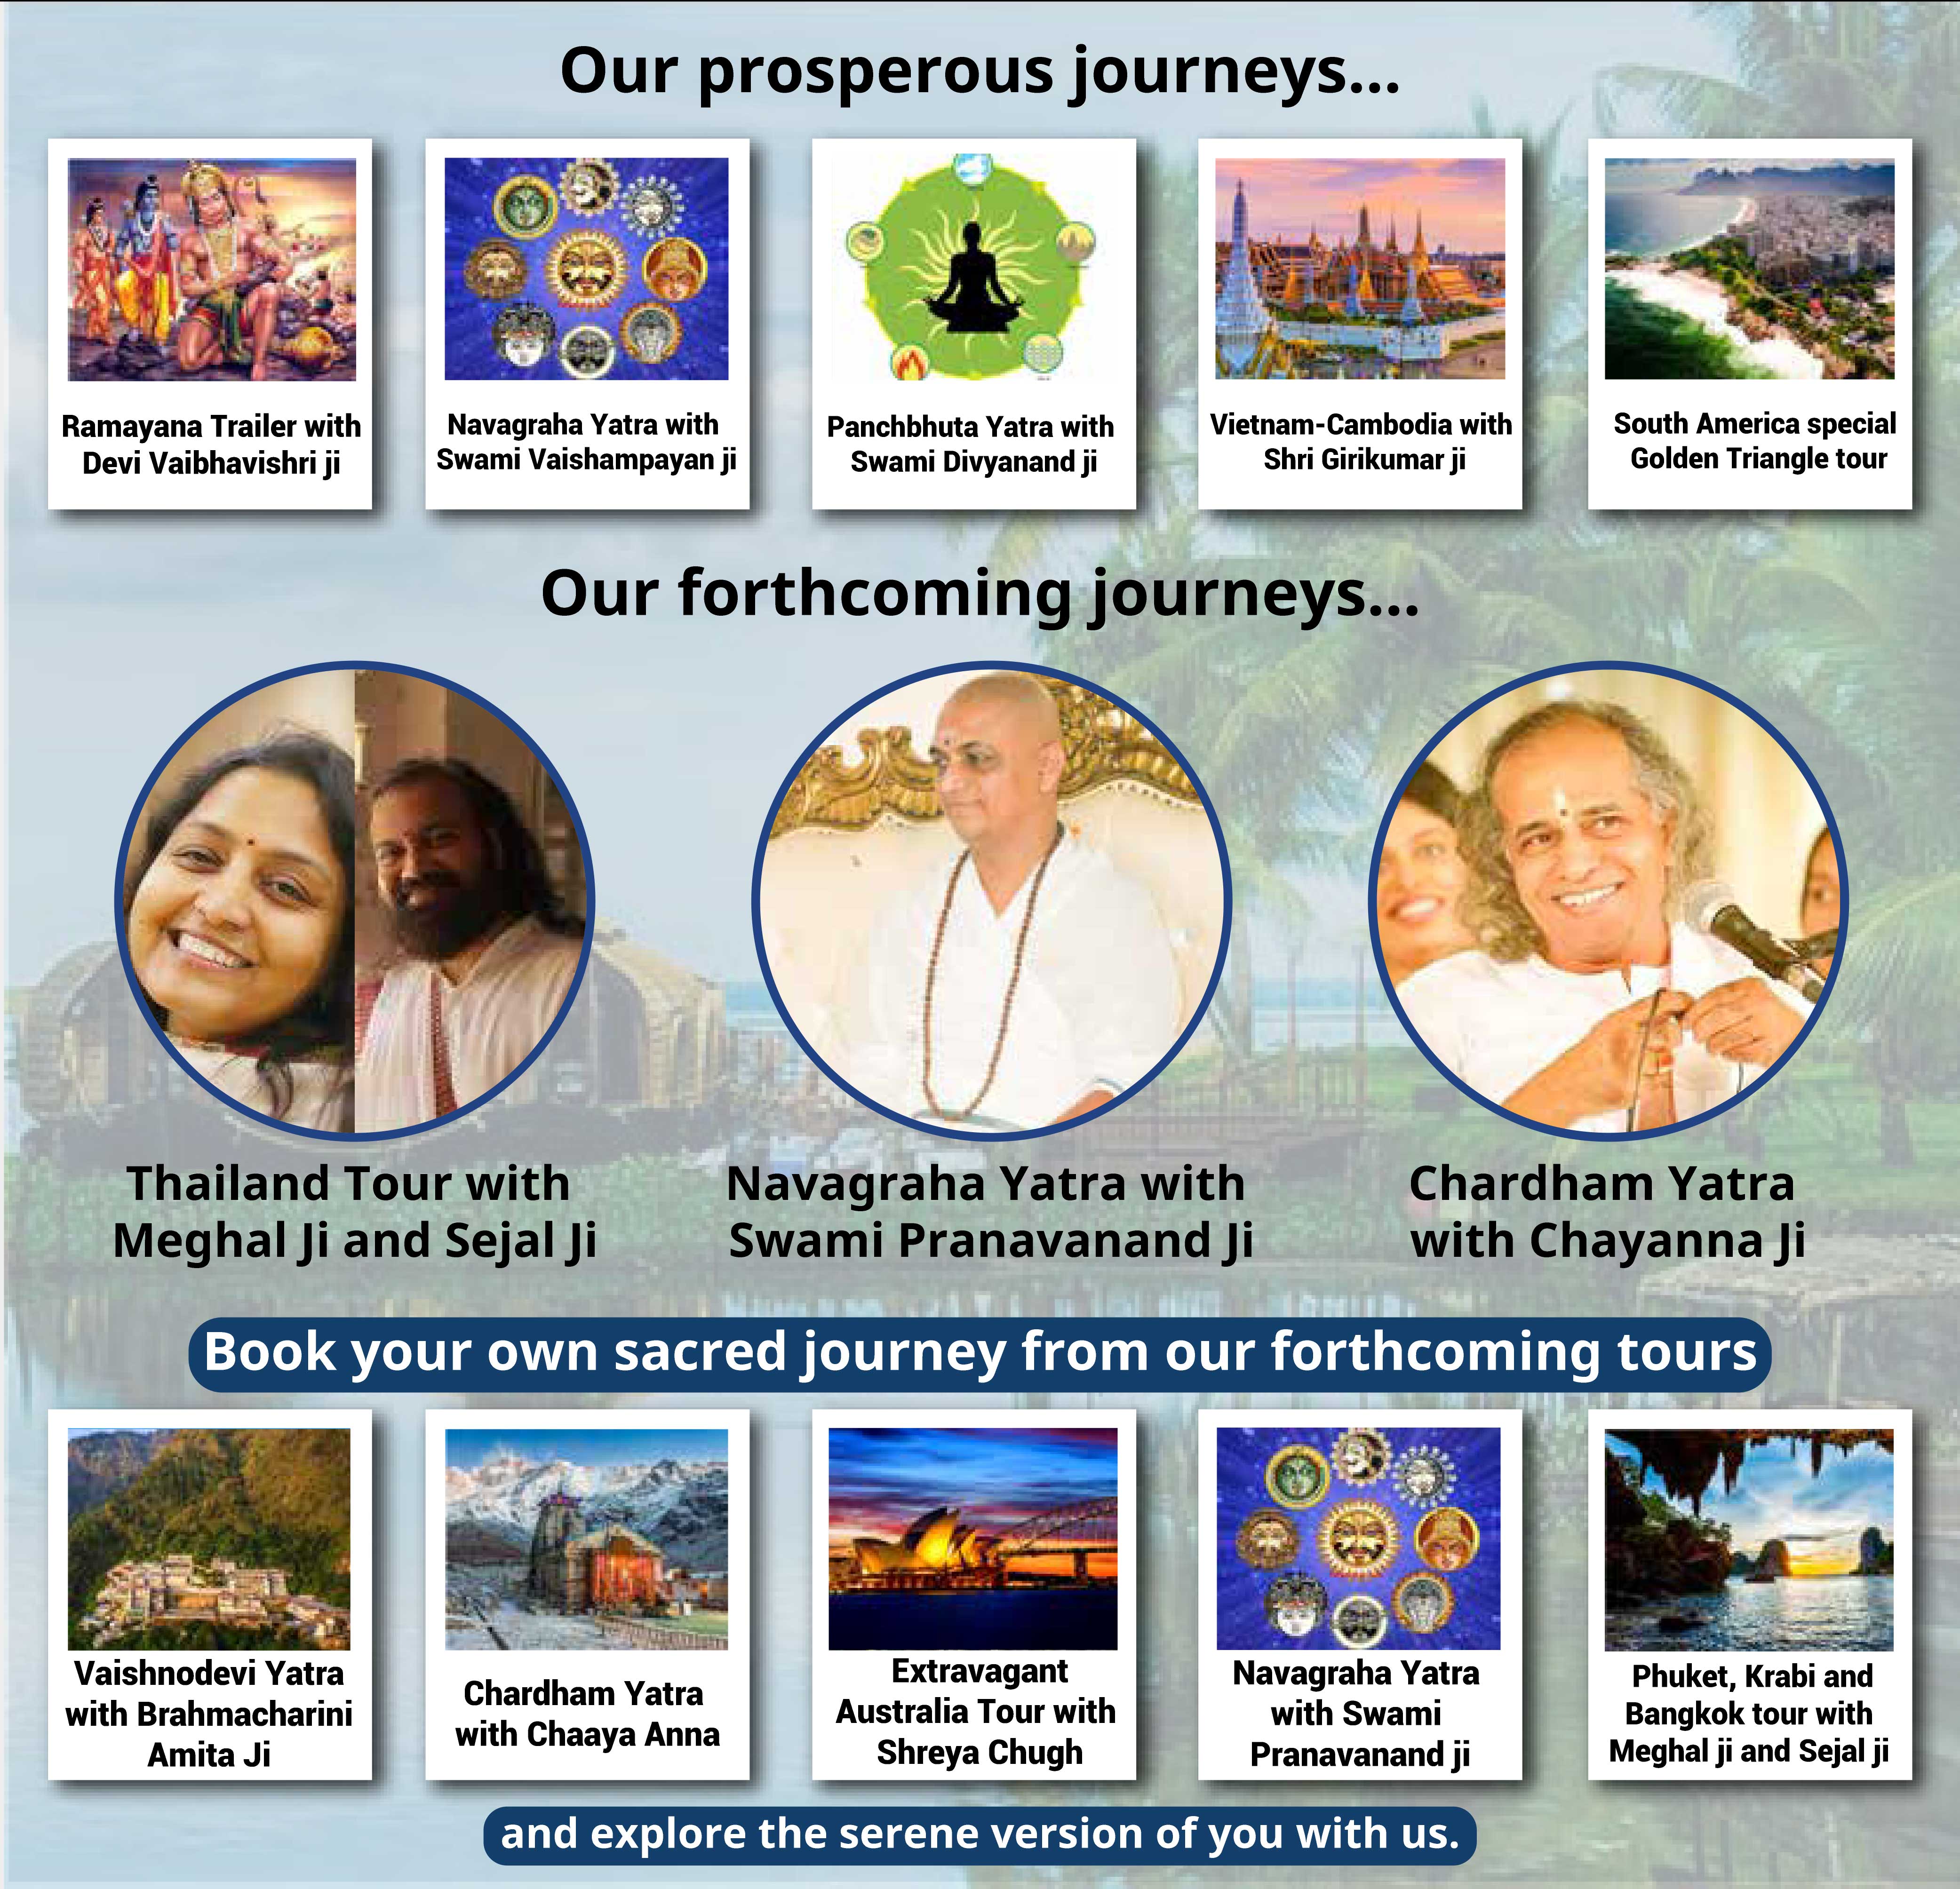 Our prosperous journeys...
Ramayana Trailer with
Devi Vaibhavishri ji
Navagraha Yatra with
Swami Vaishampayan ji
Panchbhuta Yatra with
Swami Divyanand ji
Vietnam-Cambodia with
Shri Girikumar ji
South America special
Golden Triangle tour
Our forthcoming journeys...
Thailand Tour with
Meghal Ji and Sejal Ji
Navagraha Yatra with
Swami Pranavanand Ji
Chardham Yatra
with Chayanna Ji
Book your own sacred journey from our forthcoming tours
Vaishnodevi Yatra
with Brahmacharini
Amita Ji
Chardham Yatra
with Chaaya Anna
Extravagant
Australia Tour with
Shreya Chugh
Navagraha Yatra
with Swami
Pranavanand ji
Phuket, Krabi and
Bangkok tour with
Meghal ji and Sejal ji
and explore the serene version of you with us.